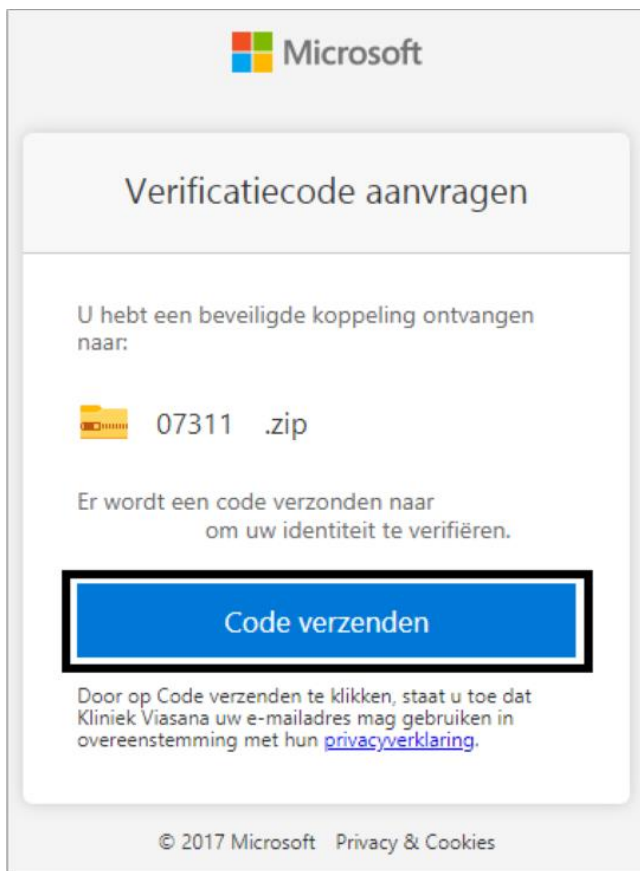 Microsoft
Verificatiecode aanvragen
U hebt een beveiligde koppeling ontvangen
naar:
07311 .zip
Er wordt een code verzonden naar
om uw identiteit te verifiëren.
Code verzenden
Door op Code verzenden te klikken, staat u toe dat
Kliniek Viasana uw e-mailadres mag gebruiken in
overeenstemming met hun privacyverklaring.
© 2017 Microsoft Privacy & Cookies